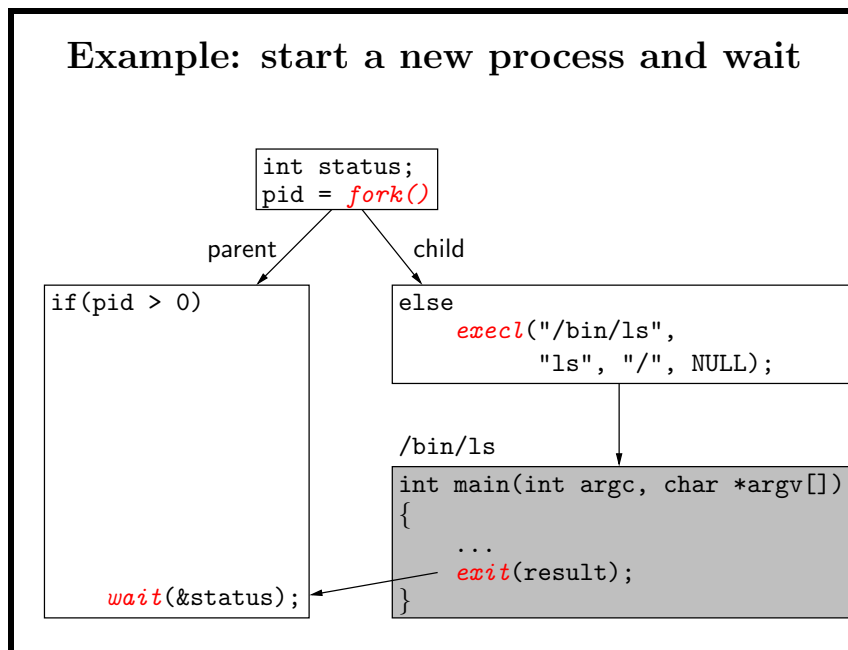 Example: start a new process and wait
int status;
pid = fork()
parent
child
if(pid > 0)
wait(&status);
else
execl("/bin/ls",
"ls", "/", NULL);
/bin/ls
int main(int argc, char *argv[])
{
...
exit(result);
}